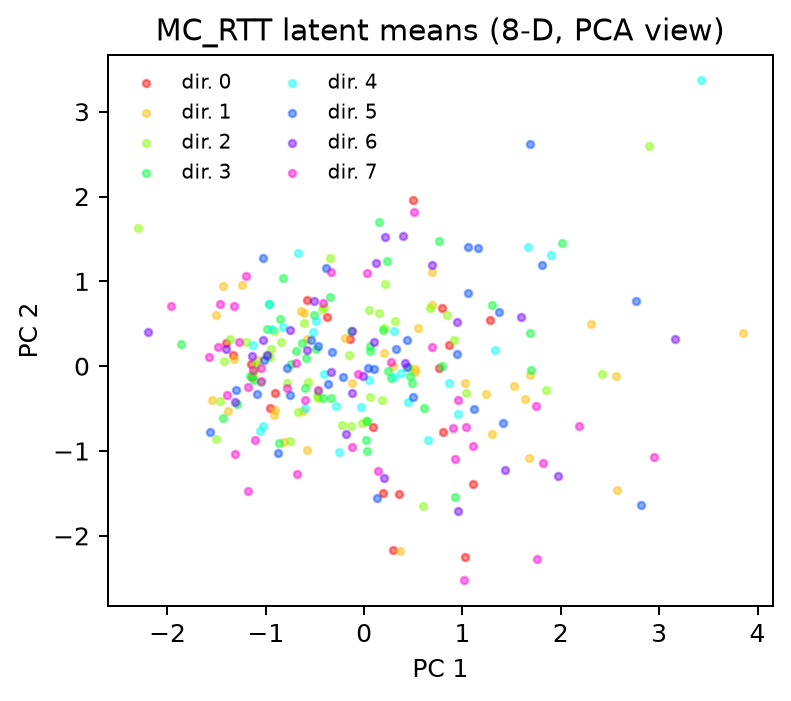 MC_RTT latent means (8-D, PCA view)
dir. 0 dir. 4
dir. 1 dir. 5
dir. 2 dir. 6
dir. 3 dir. 7
3
2
1
0
−1
−2
PC 2
−2 −1 0 1 2 3 4
PC 1